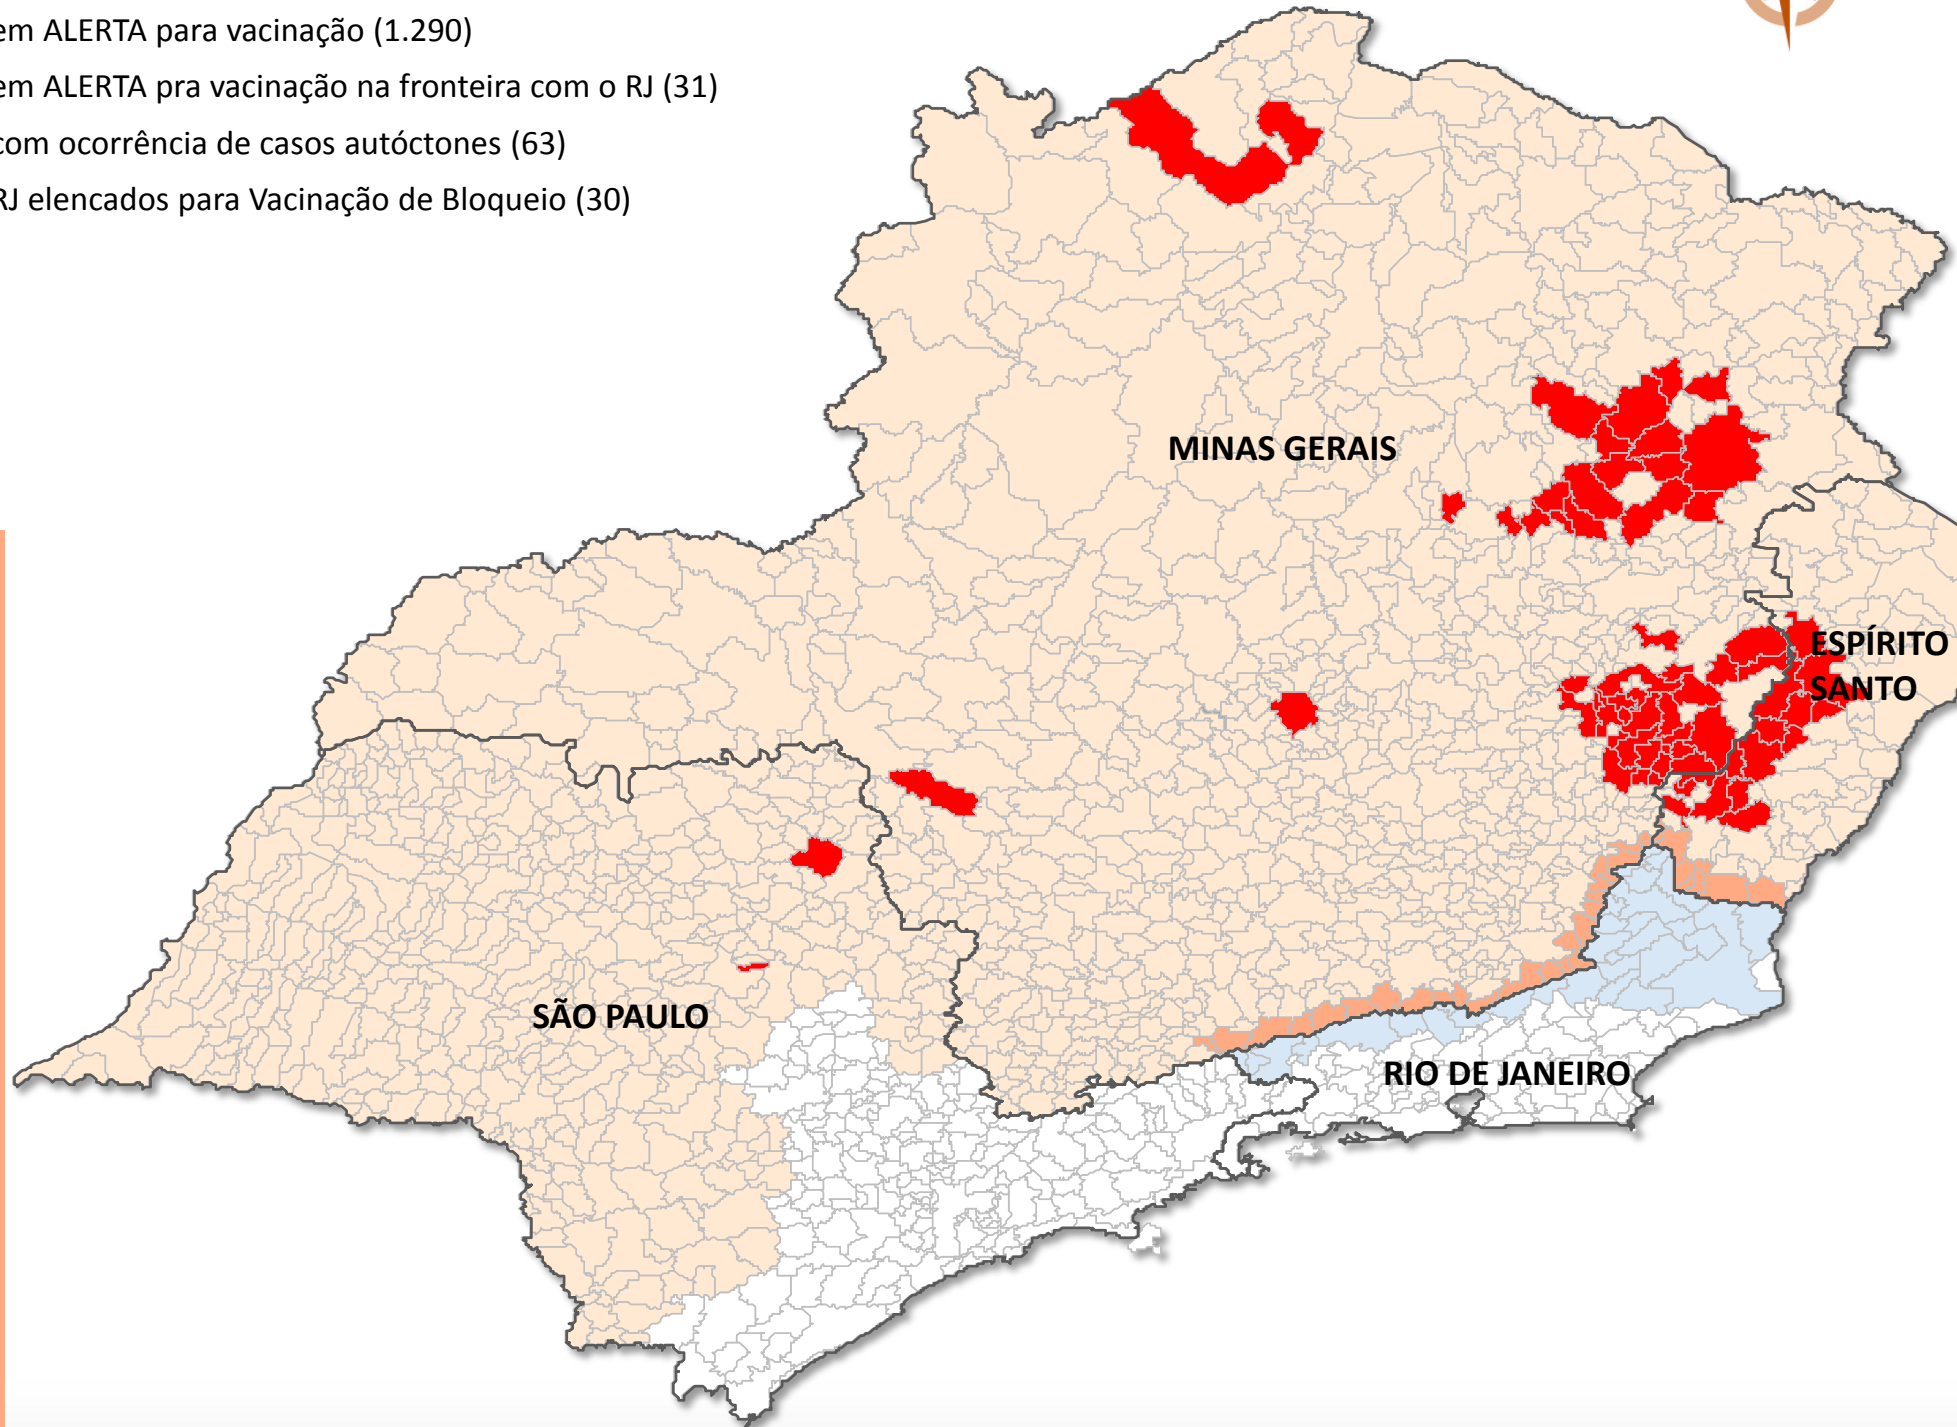 em ALERTA para vacinação (1.290)
em ALERTA pra vacinação na fronteira com o RJ (31)
com ocorrência de casos autóctones (63)
RJ elencados para Vacinação de Bloqueio (30)
MINAS GERAIS
ESPÍRITO
SANTO
SÃO PAULO
RIO DE JANEIRO